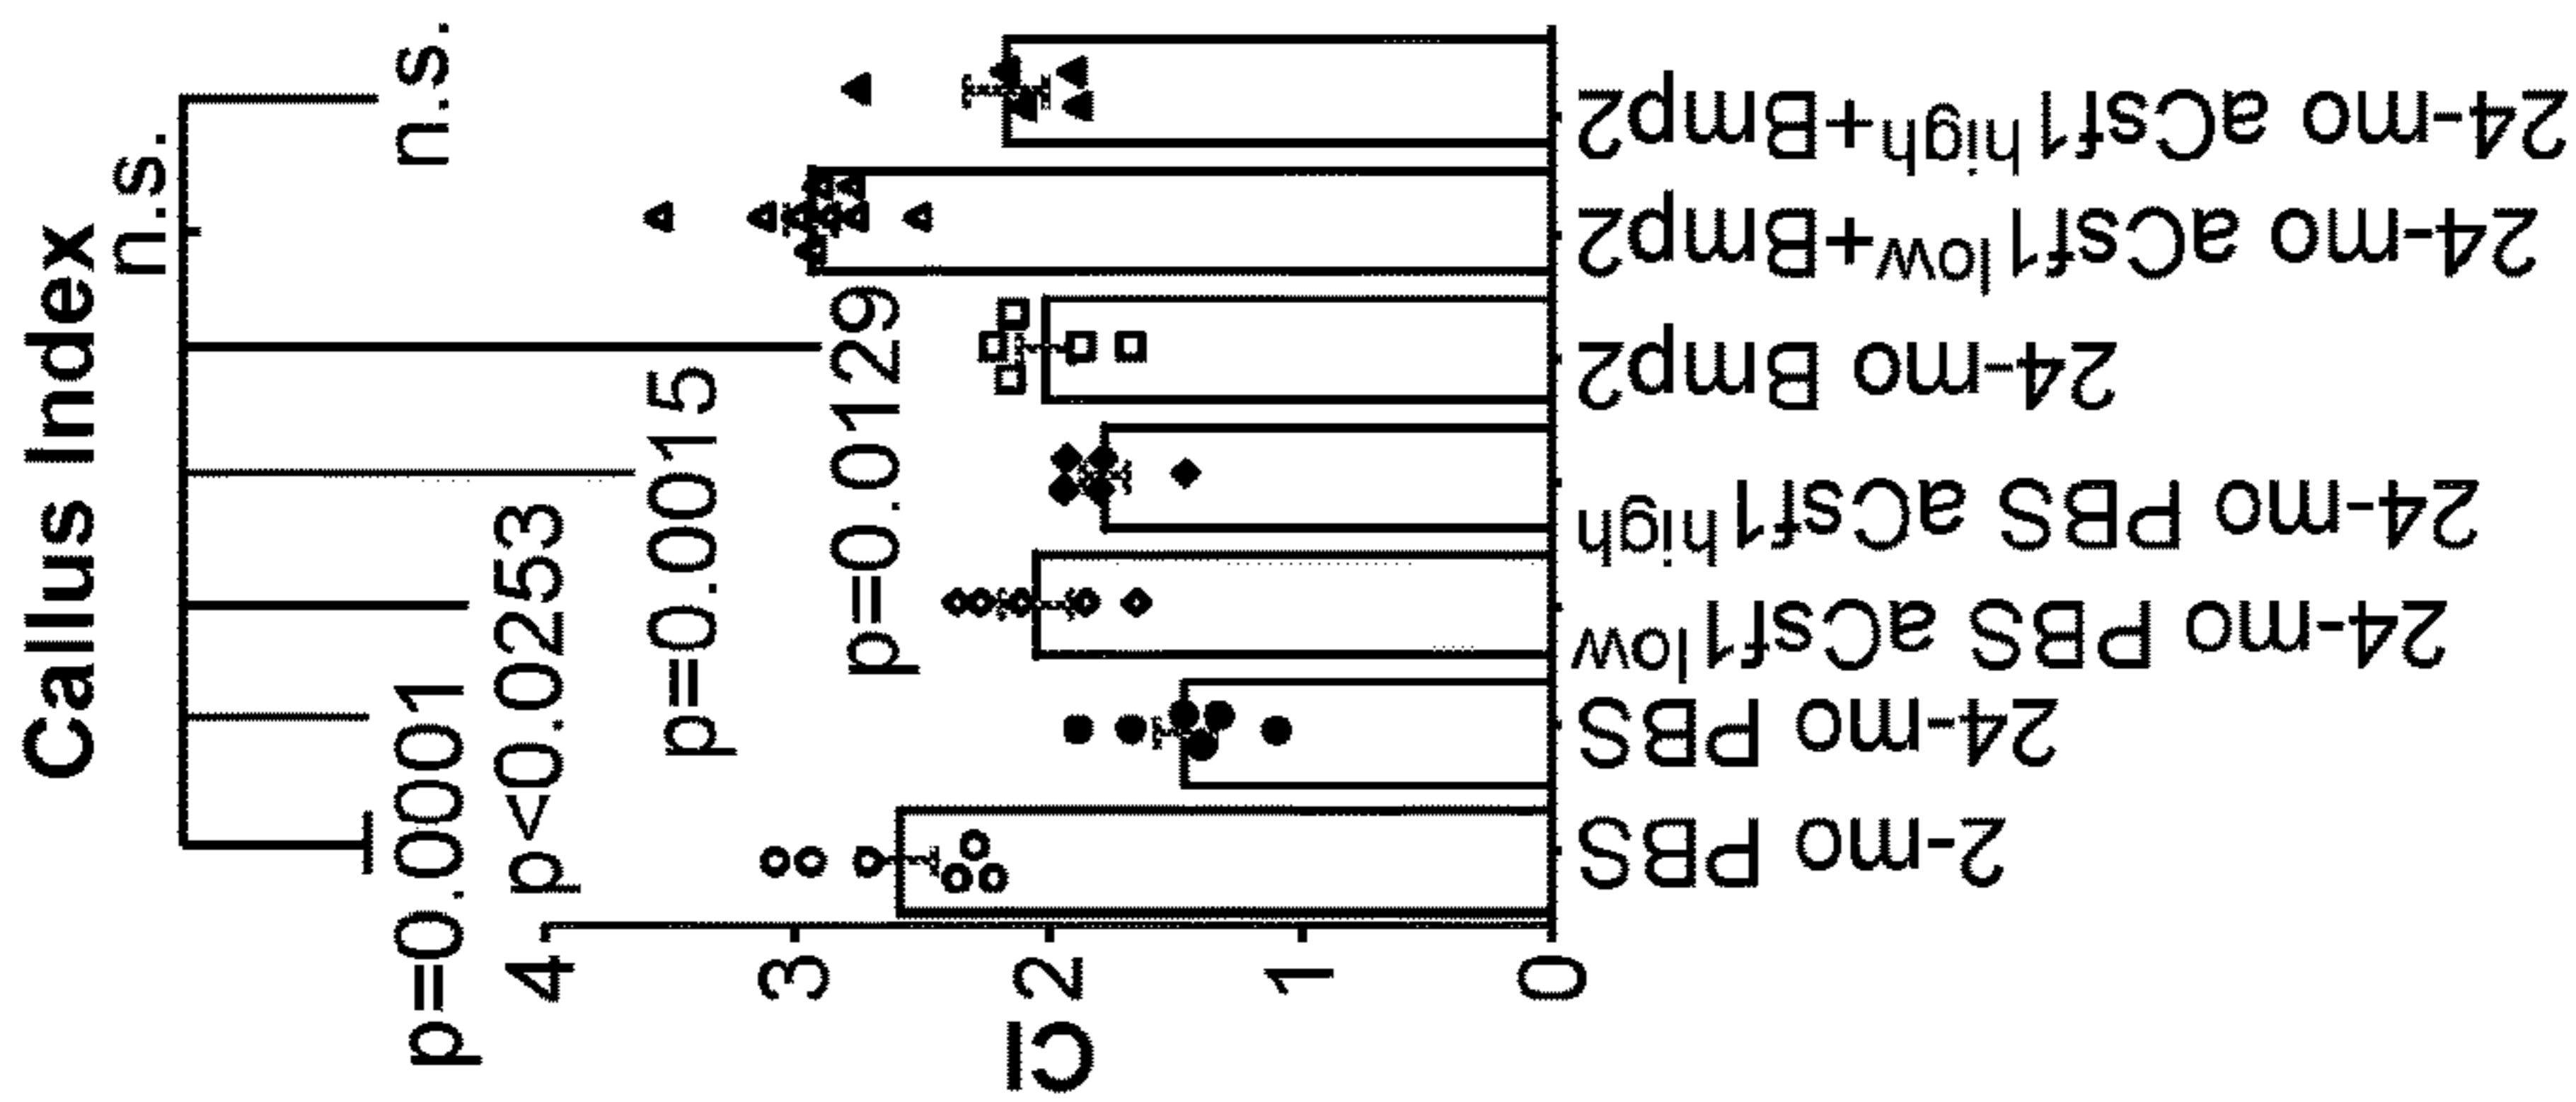 Callus Index
n.s.
n.s.
p=0.0129
p=0.0015
p<0.0253
p=0.0001
CI
4
3
2
1
0
2-mo PBS
24-mo PBS
24-mo PBS aCsf1low
24-mo PBS aCsf1high
24-mo Bmp2
24-mo aCsf1low+Bmp2
24-mo aCsf1high+Bmp2